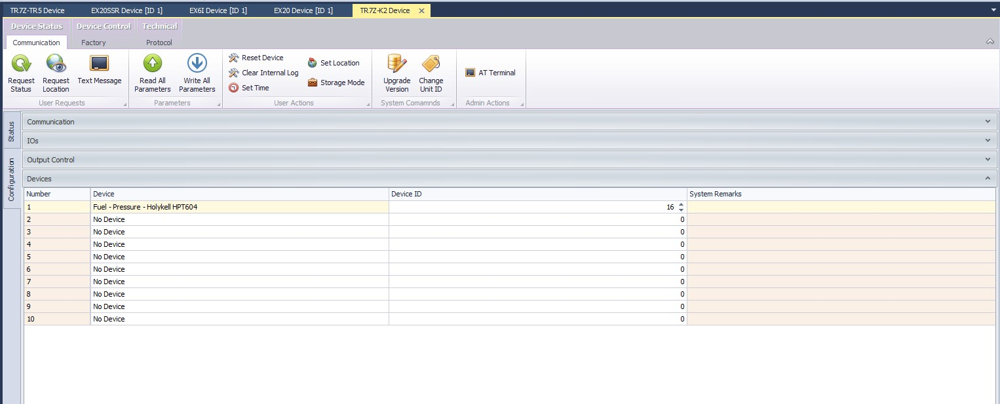 TR7Z-TR5 Device EX20SSR Device [ID 1] EX6I Device [ID 1] EX20 Device [ID 1] TR7Z-K2 Device
Device Status Device Control Technical
Communication Factory Protocol
Request Status
Request Location
Text Message
User Requests
Read All Parameters
Write All Parameters
Parameters
Reset Device
Clear Internal Log
Set Time
Set Location
Storage Mode
User Actions
Upgrade Version
Change Unit ID
System Comamnds
AT Terminal
Admin Actions
Status
Configuration
Communication
IOs
Output Control
Devices
Number Device Device ID System Remarks
1 Fuel - Pressure - Holykell HPT604 16
2 No Device 0
3 No Device 0
4 No Device 0
5 No Device 0
6 No Device 0
7 No Device 0
8 No Device 0
9 No Device 0
10 No Device 0